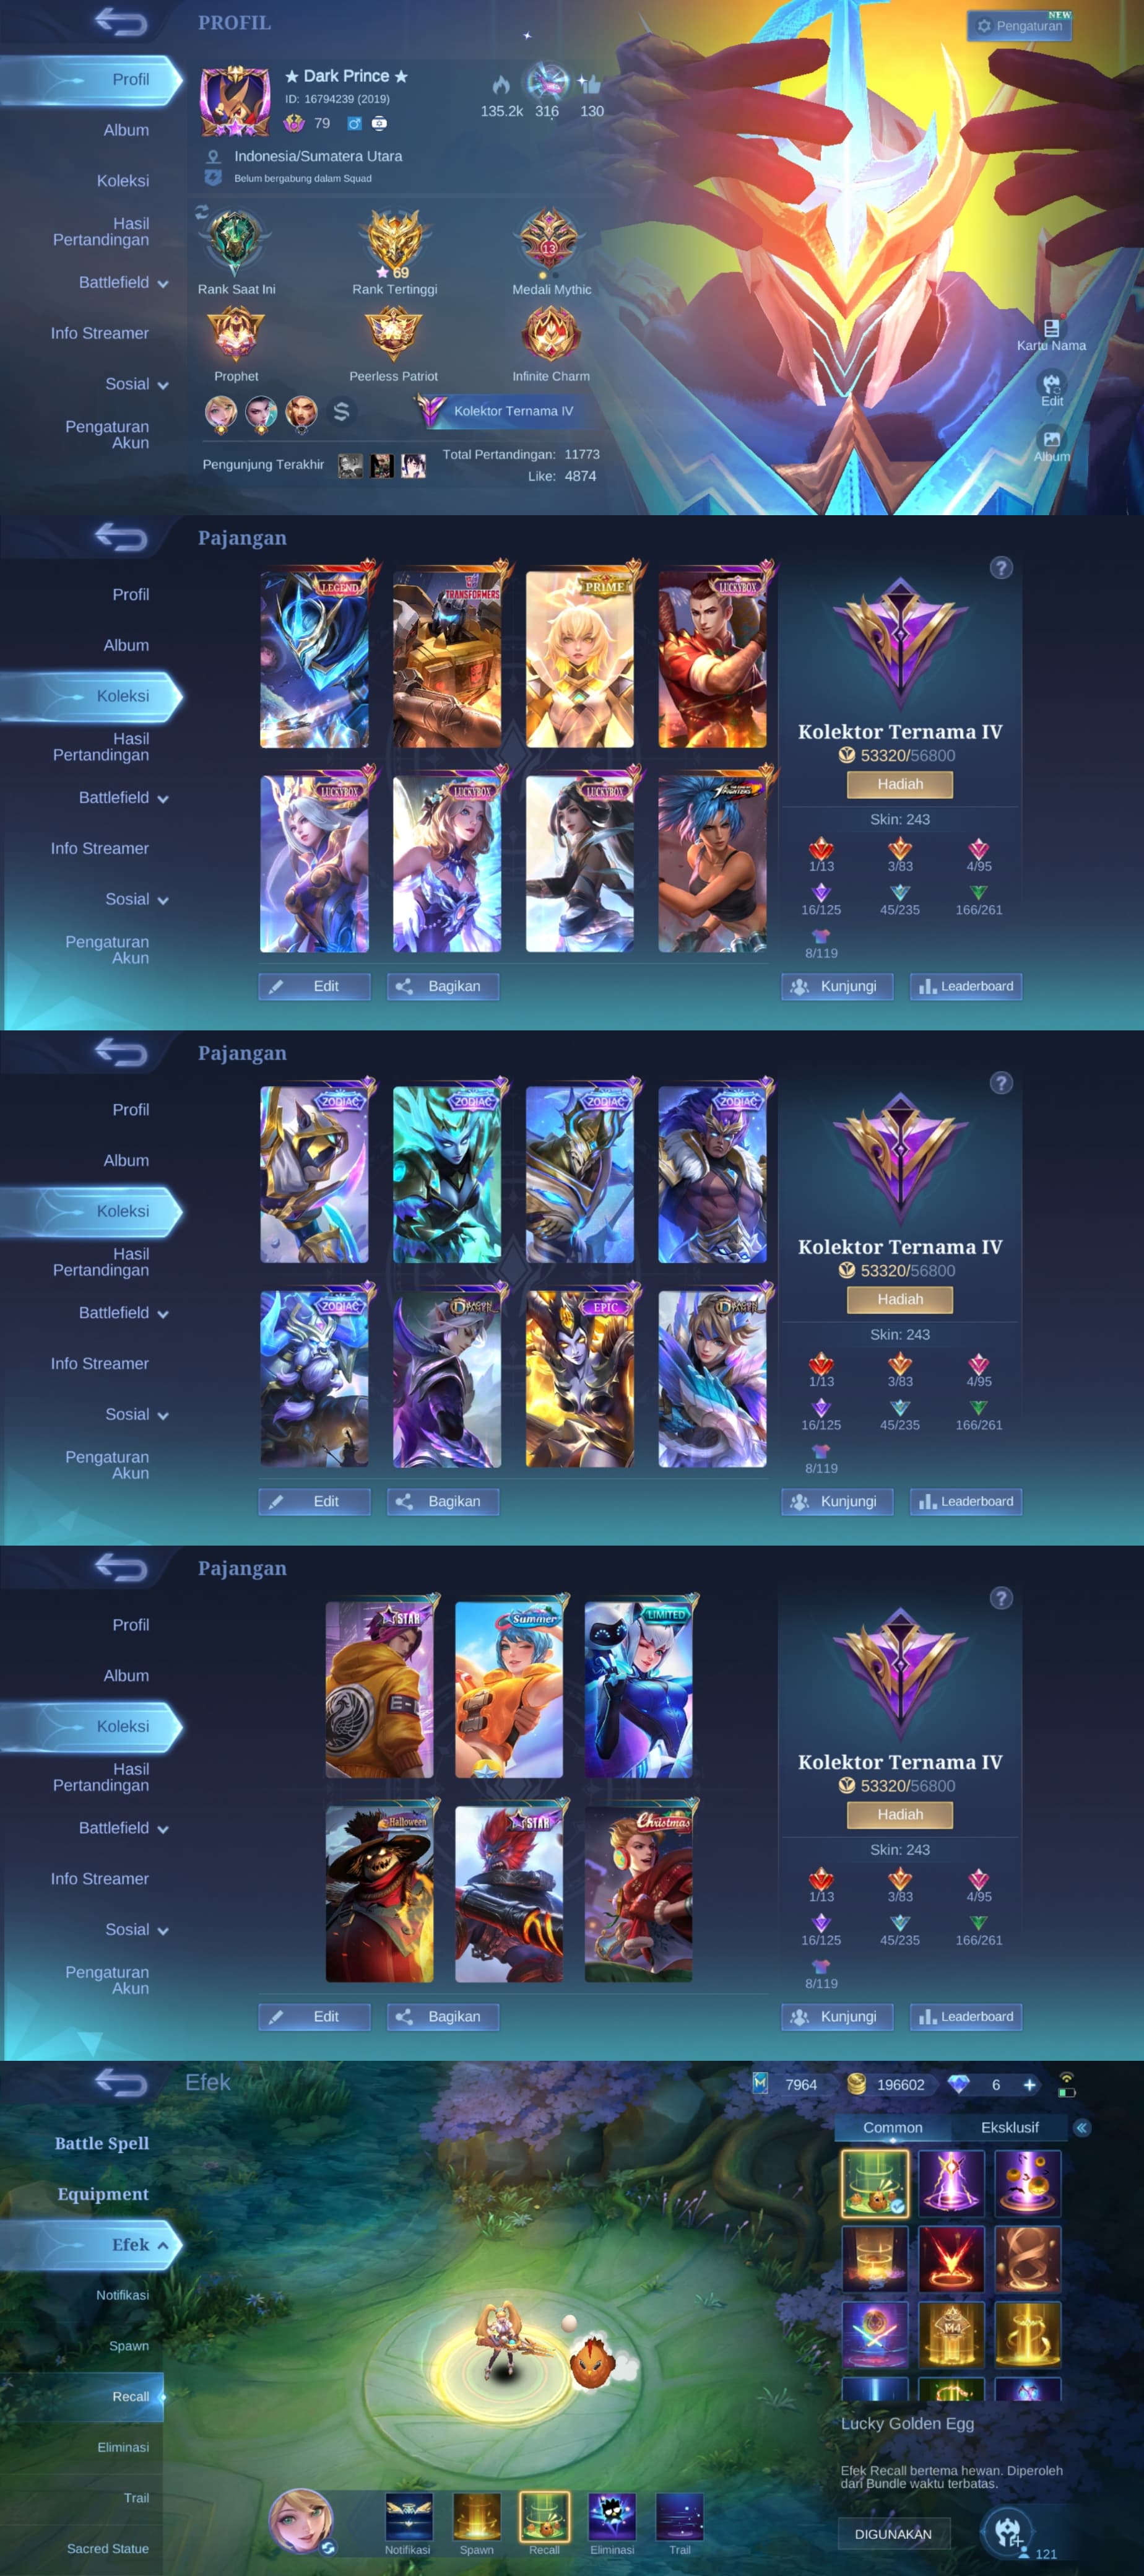 PROFIL
NEW
Pengaturan
Profil
Album
Koleksi
Hasil
Pertandingan
Battlefield
Info Streamer
Sosial
Pengaturan
Akun
★ Dark Prince ★
ID: 16794239 (2019)
79
135.2k 316 130
Indonesia/Sumatera Utara
Belum bergabung dalam Squad
69
13
Rank Saat Ini Rank Tertinggi Medali Mythic
Prophet Peerless Patriot Infinite Charm
Kolektor Ternama IV
Pengunjung Terakhir
Total Pertandingan: 11773
Like: 4874
Kartu Nama
Edit
Album
Pajangan
Profil
Album
Koleksi
Hasil
Pertandingan
Battlefield
Info Streamer
Sosial
Pengaturan
Akun
LEGEND TRANSFORMERS PRIME LUCKYBOX
LUCKYBOX LUCKYBOX LUCKYBOX
Edit Bagikan
?
Kolektor Ternama IV
53320/56800
Hadiah
Skin: 243
1/13 3/83 4/95
16/125 45/235 166/261
8/119
Kunjungi Leaderboard
Pajangan
Profil
Album
Koleksi
Hasil
Pertandingan
Battlefield
Info Streamer
Sosial
Pengaturan
Akun
ZODIAC ZODIAC ZODIAC ZODIAC
ZODIAC EPIC
Edit Bagikan
?
Kolektor Ternama IV
53320/56800
Hadiah
Skin: 243
1/13 3/83 4/95
16/125 45/235 166/261
8/119
Kunjungi Leaderboard
Pajangan
Profil
Album
Koleksi
Hasil
Pertandingan
Battlefield
Info Streamer
Sosial
Pengaturan
Akun
STAR Summer LIMITED
Halloween STAR Christmas
Edit Bagikan
?
Kolektor Ternama IV
53320/56800
Hadiah
Skin: 243
1/13 3/83 4/95
16/125 45/235 166/261
8/119
Kunjungi Leaderboard
Efek
7964 196602 6 +
Battle Spell
Equipment
Efek
Notifikasi
Spawn
Recall
Eliminasi
Trail
Sacred Statue
Common Eksklusif
Lucky Golden Egg
Efek Recall bertema hewan. Diperoleh
dari Bundle waktu terbatas.
DIGUNAKAN
121
Notifikasi Spawn Recall Eliminasi Trail